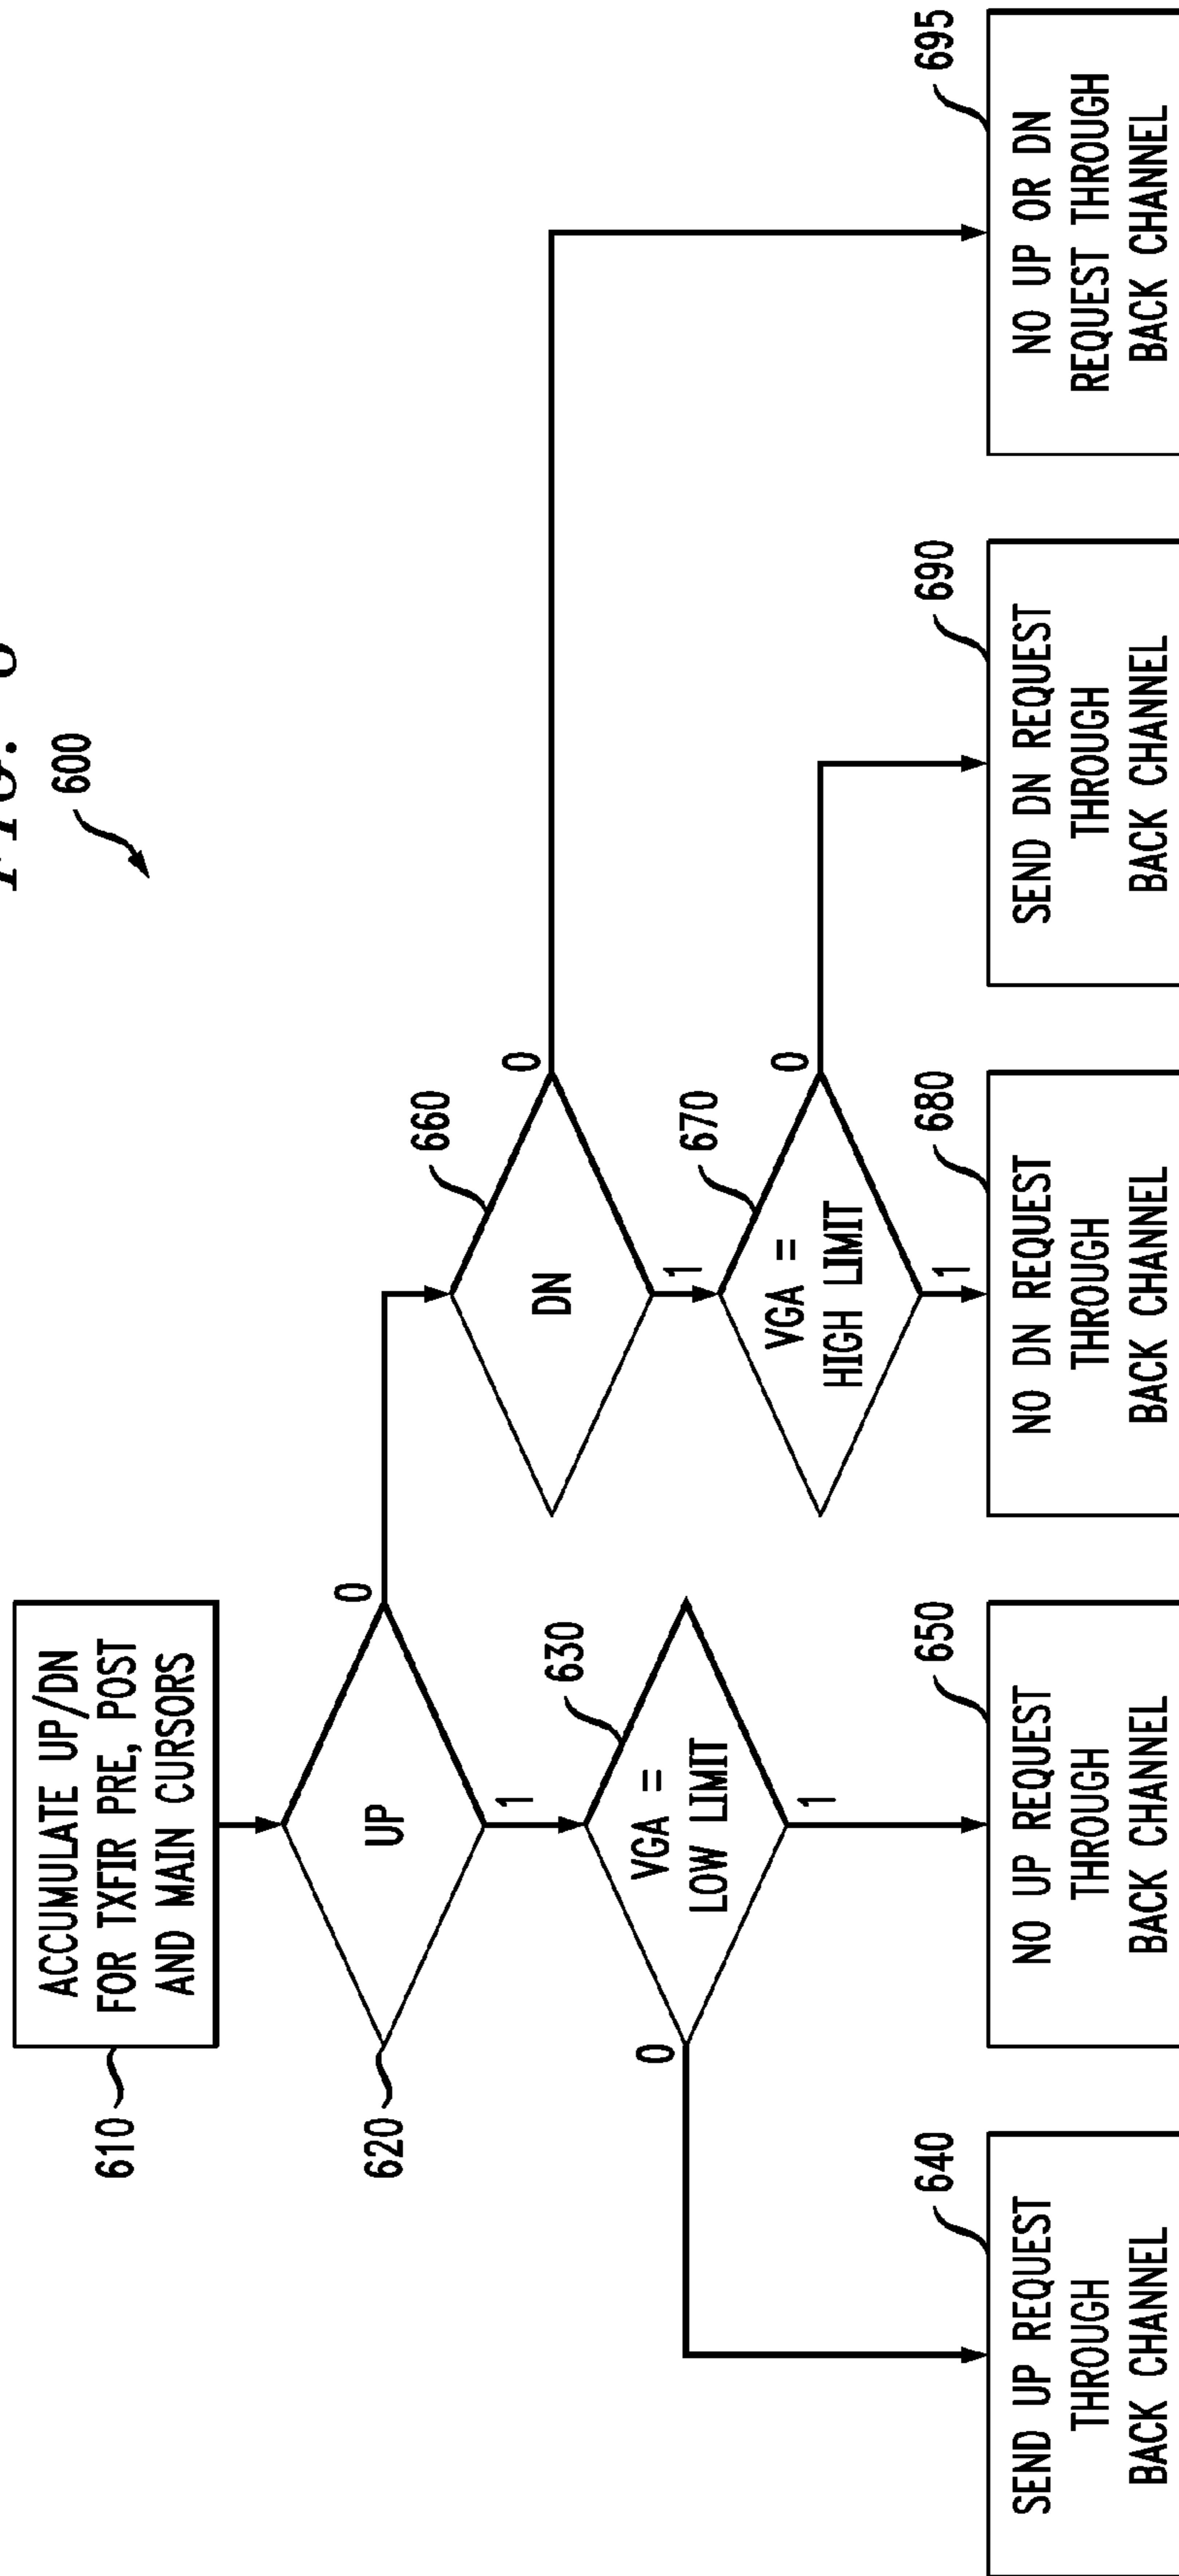 FIG. 6
600
610
ACCUMULATE UP/DN
FOR TXFIR PRE, POST
AND MAIN CURSORS
620
UP
0
1
630
VGA =
LOW LIMIT
0
1
660
DN
0
1
670
VGA =
HIGH LIMIT
0
1
640
SEND UP REQUEST
THROUGH
BACK CHANNEL
650
NO UP REQUEST
THROUGH
BACK CHANNEL
680
NO DN REQUEST
THROUGH
BACK CHANNEL
690
SEND DN REQUEST
THROUGH
BACK CHANNEL
695
NO UP OR DN
REQUEST THROUGH
BACK CHANNEL